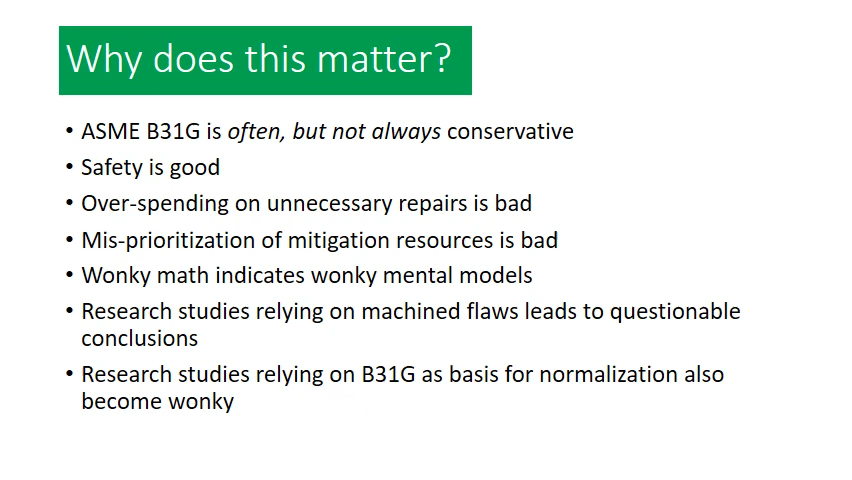 Why does this matter?
• ASME B31G is often, but not always conservative
• Safety is good
• Over-spending on unnecessary repairs is bad
• Mis-prioritization of mitigation resources is bad
• Wonky math indicates wonky mental models
• Research studies relying on machined flaws leads to questionable
conclusions
• Research studies relying on B31G as basis for normalization also
become wonky